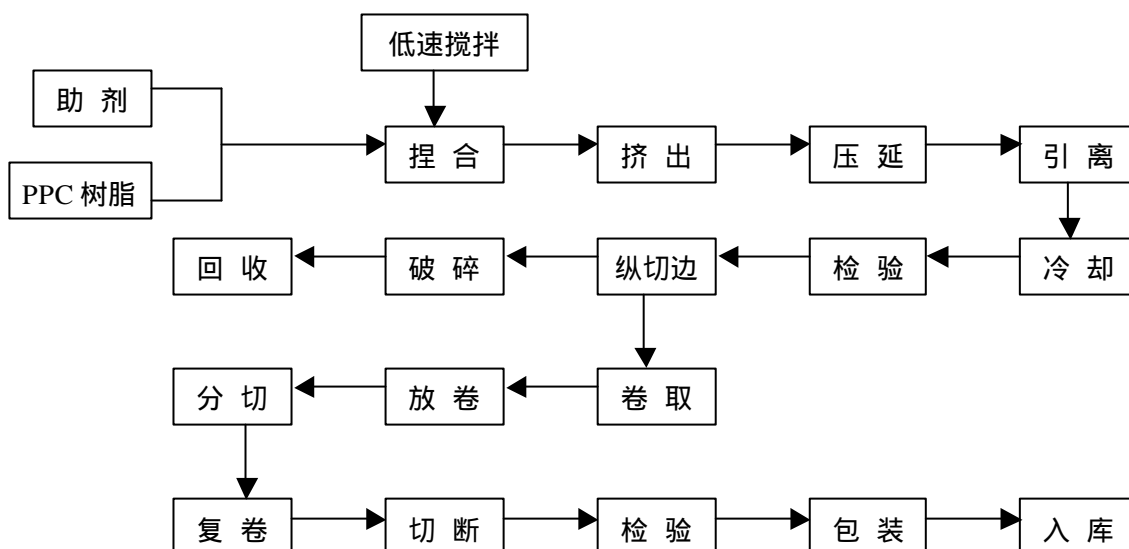 低速搅拌
助 剂
捏 合
挤 出
压 延
引 离
PPC 树脂
回 收
破 碎
纵切边
检 验
冷 却
分 切
放 卷
卷 取
复 卷
切 断
检 验
包 装
入 库